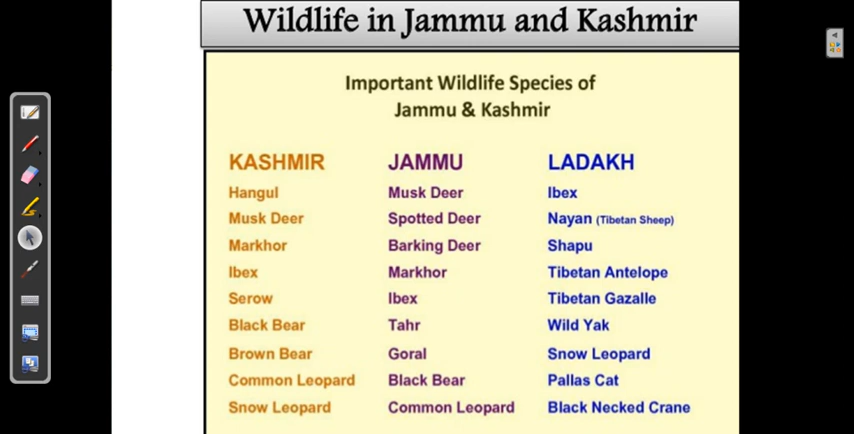 Wildlife in Jammu and Kashmir
Important Wildlife Species of
Jammu & Kashmir
KASHMIR JAMMU LADAKH
Hangul Musk Deer Ibex
Musk Deer Spotted Deer Nayan (Tibetan Sheep)
Markhor Barking Deer Shapu
Ibex Markhor Tibetan Antelope
Serow Ibex Tibetan Gazalle
Black Bear Tahr Wild Yak
Brown Bear Goral Snow Leopard
Common Leopard Black Bear Pallas Cat
Snow Leopard Common Leopard Black Necked Crane